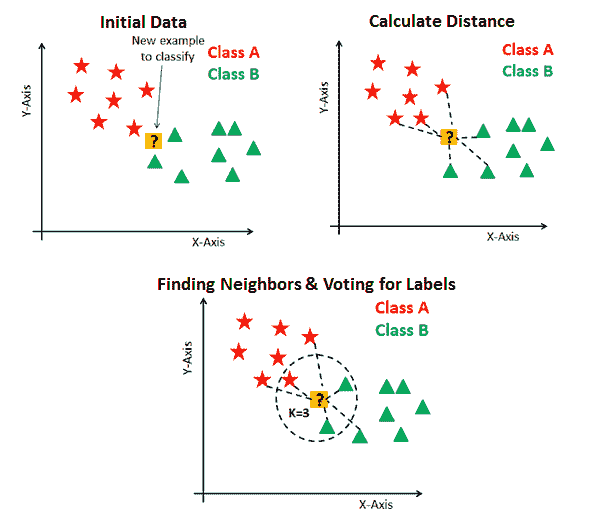 Initial Data
New example
to classify
Class A
Class B
Y-Axis
?
X-Axis
Calculate Distance
Class A
Class B
Y-Axis
?
X-Axis
Finding Neighbors & Voting for Labels
Class A
Class B
Y-Axis
?
K=3
X-Axis